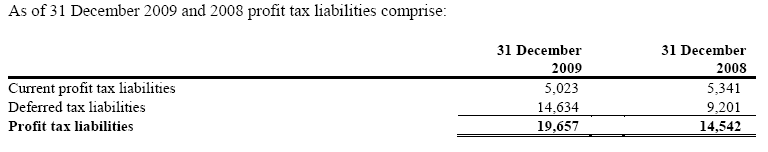 As of 31 December 2009 and 2008 profit tax liabilities comprise:
31 December 31 December
2009 2008
Current profit tax liabilities 5,023 5,341
Deferred tax liabilities 14,634 9,201
Profit tax liabilities 19,657 14,542